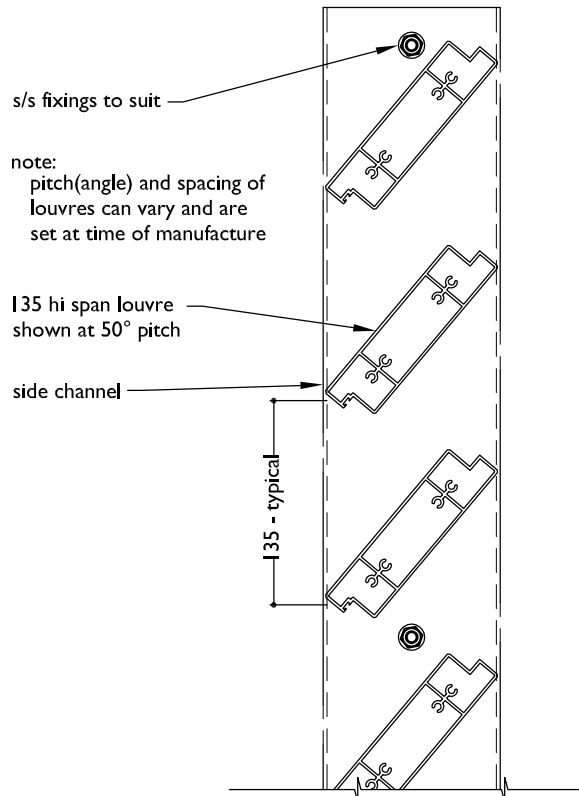 s/s fixings to suit
note:
pitch(angle) and spacing of
louvres can vary and are
set at time of manufacture
135 hi span louvre
shown at 50° pitch
side channel
135 - typical